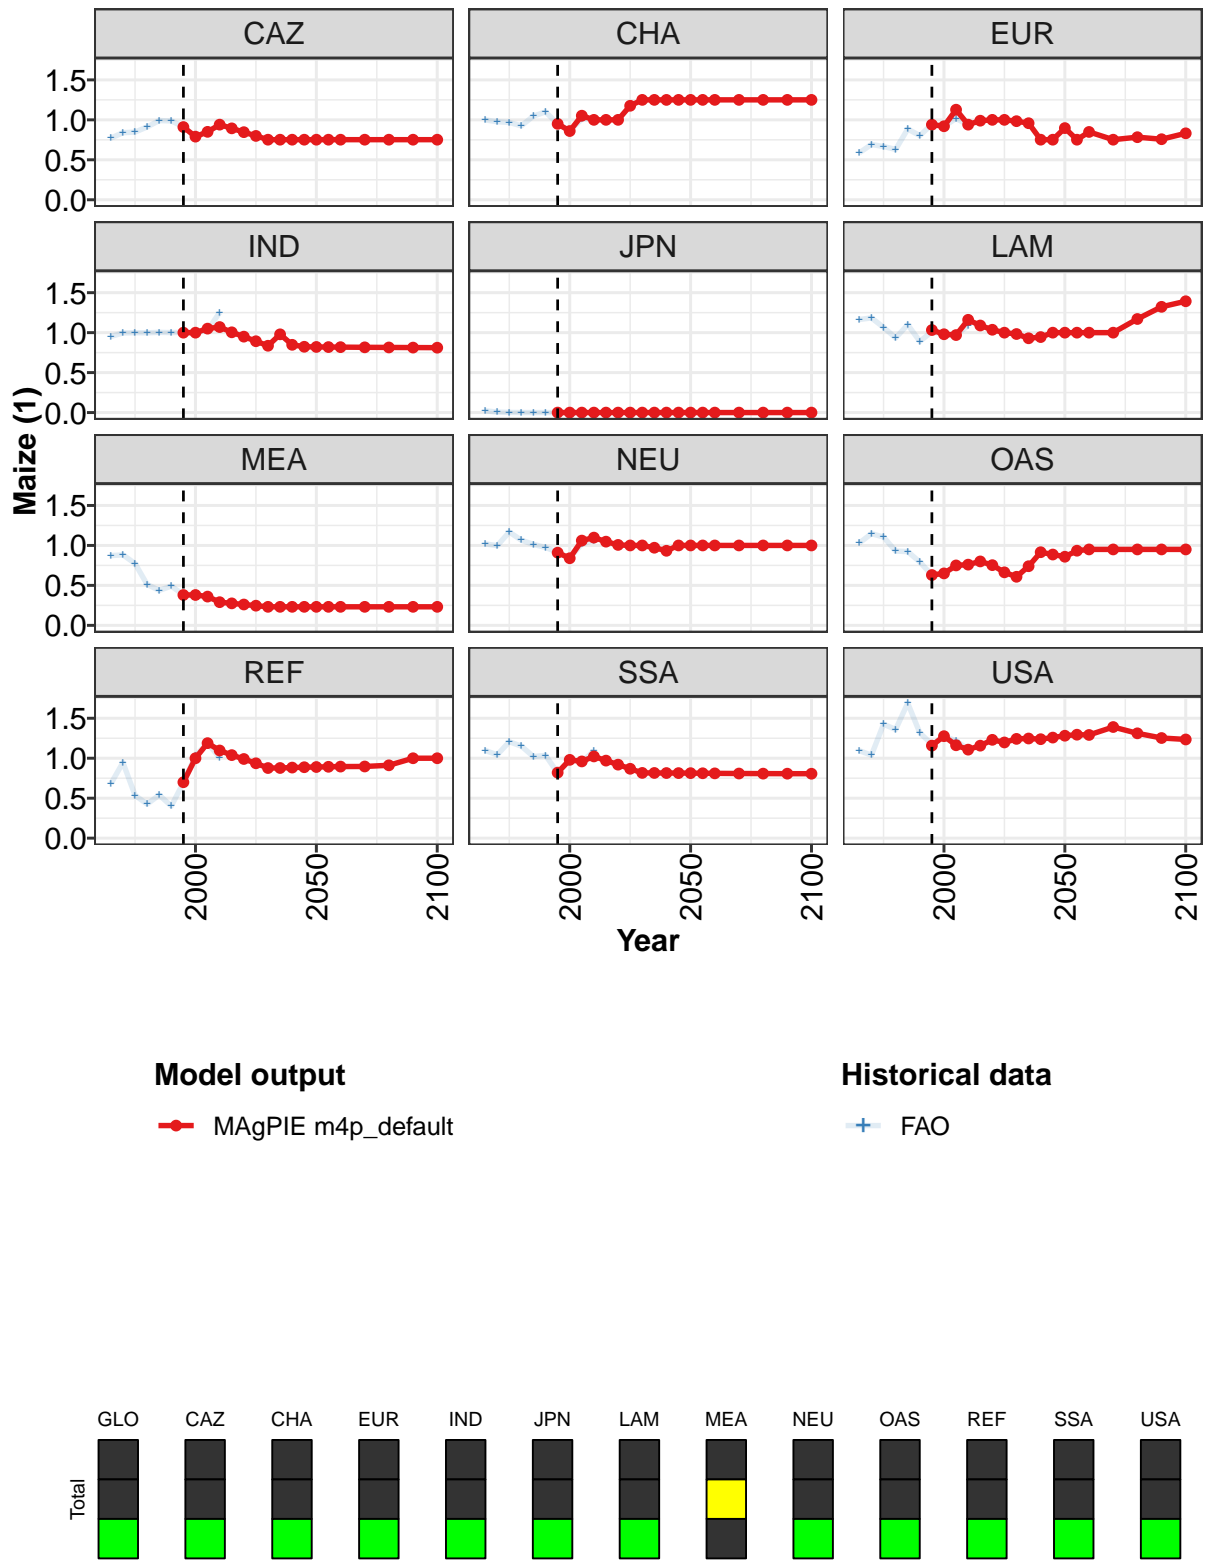 CAZ CHA EUR
1.5
1.0
0.5
0.0
IND JPN LAM
1.5
1.0
0.5
0.0
MEA NEU OAS
1.5
1.0
0.5
0.0
REF SSA USA
1.5
1.0
0.5
0.0
Maize (1)
2000 2050 2100 2000 2050 2100 2000 2050 2100
Year
Model output Historical data
MAgPIE m4p_default FAO
GLO CAZ CHA EUR IND JPN LAM MEA NEU OAS REF SSA USA
Total